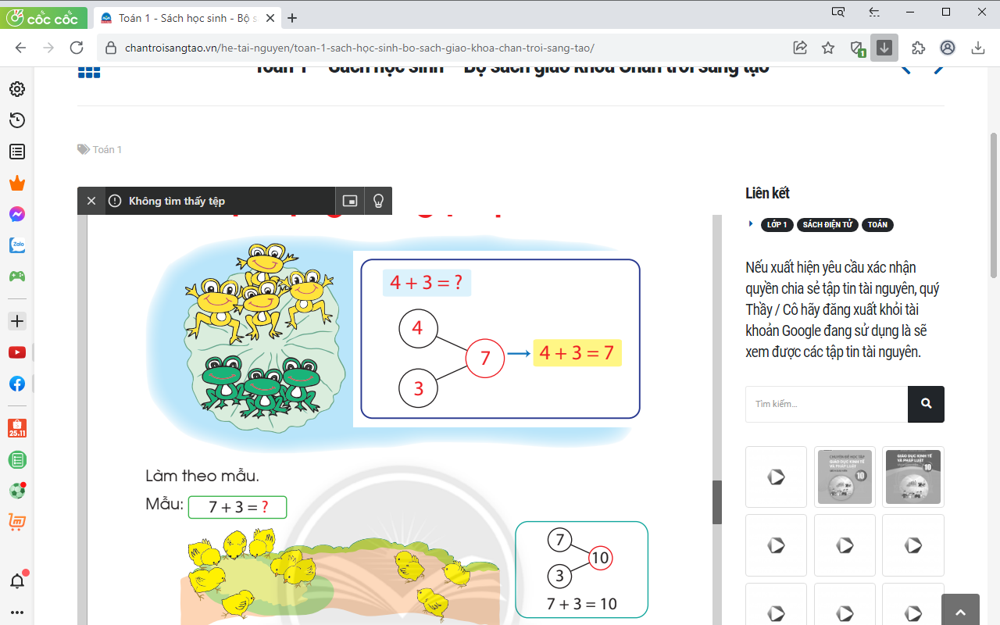 cốc cốc
Toán 1 - Sách học sinh - Bộ s
chantroisangtao.vn/he-tai-nguyen/toan-1-sach-học-sinh-bo-sach-giao-khoa-chan-troi-sang-tao/
1
Toán 1 – Sách học sinh – Bộ sách giáo khoa Chân trời sáng tạo
Toán 1
Không tìm thấy tệp
4 + 3 = ?
4
7
4 + 3 = 7
3
Làm theo mẫu.
Mẫu: 7 + 3 = ?
7
10
3
7 + 3 = 10
Liên kết
LỚP 1 SÁCH ĐIỆN TỬ TOÁN
Nếu xuất hiện yêu cầu xác nhận
quyền chia sẻ tập tin tài nguyên, quý
Thầy / Cô hãy đăng xuất khỏi tài
khoản Google đang sử dụng là sẽ
xem được các tập tin tài nguyên.
Tìm kiếm...
CHUYÊN ĐỀ HỌC TẬP
GIÁO DỤC KINH TẾ
VÀ PHÁP LUẬT
10
GIÁO DỤC KINH TẾ
VÀ PHÁP LUẬT
10
Zalo
25.11